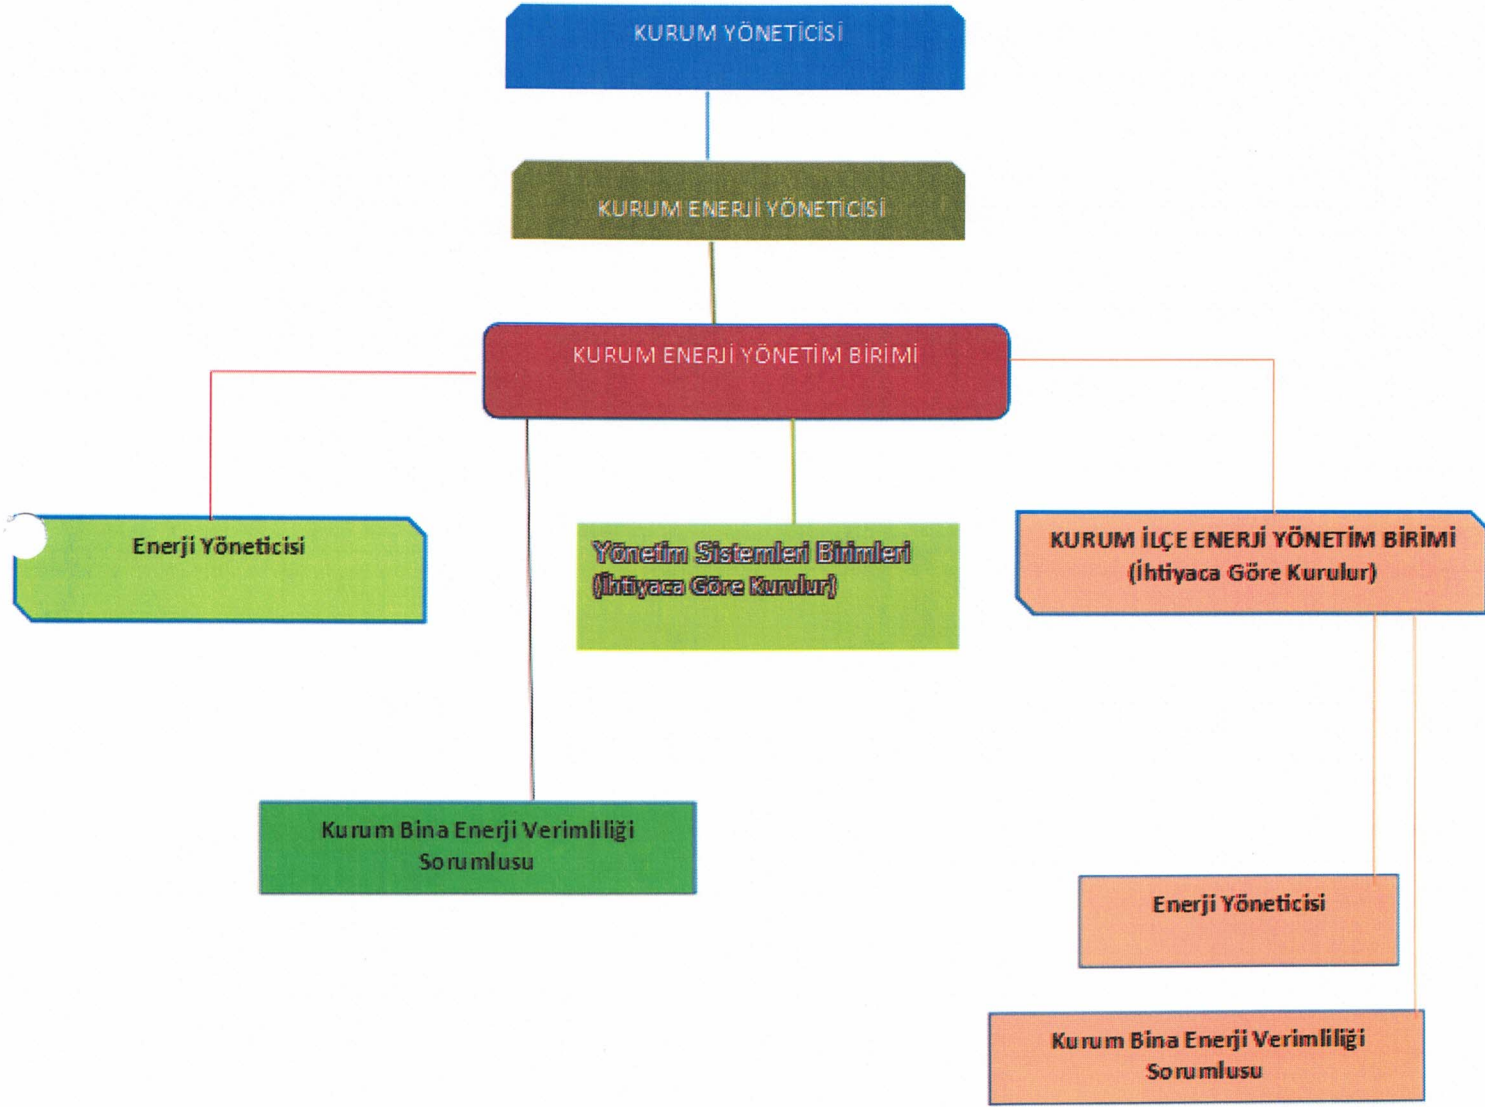 KURUM YÖNETİCİSİ
KURUM ENERJİ YÖNETİCİSİ
KURUM ENERJİ YÖNETİM BİRİMİ
Enerji Yöneticisi
Yönetim Sistemleri Birimleri
(İhtiyaca Göre Kurulur)
KURUM İLÇE ENERJİ YÖNETİM BİRİMİ
(İhtiyaca Göre Kurulur)
Kurum Bina Enerji Verimliliği
Sorumlusu
Enerji Yöneticisi
Kurum Bina Enerji Verimliliği
Sorumlusu